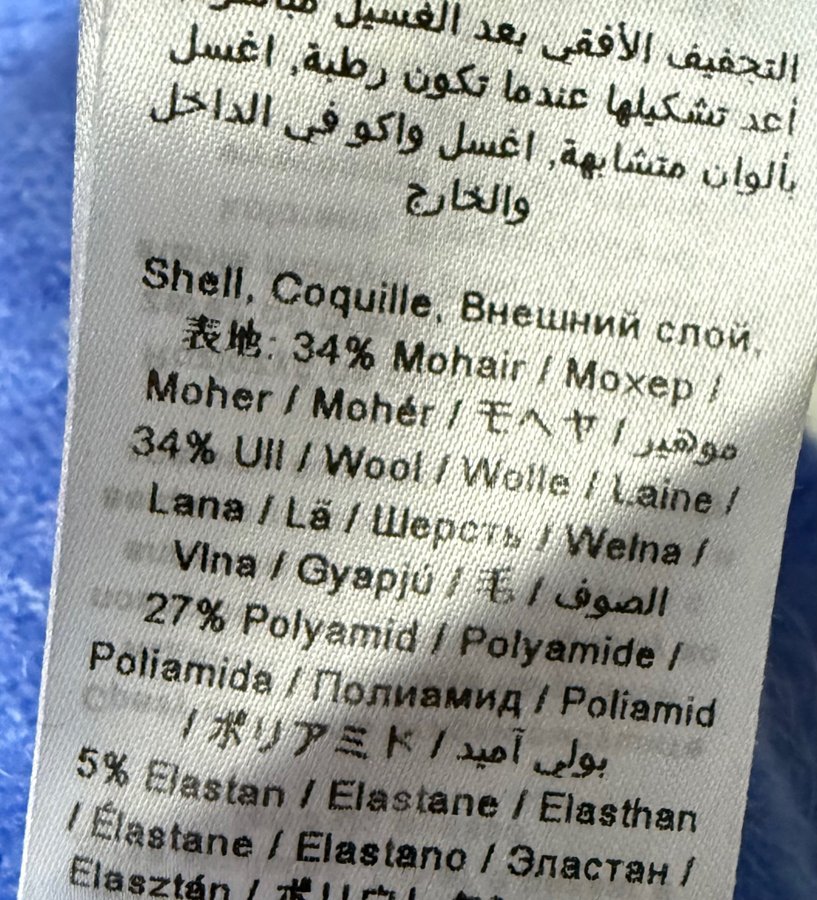 بعد الغسيل
التجفيف الأفقي
أعد تشكيلها عندما تكون رطبة, اغسل
بألوان متشابهة, اغسل واكو في الداخل
والخارج
Shell, Coquille, Внешний слой,
表地: 34% Mohair / Мохер /
Moher / Mohér / モヘヤ / موهير
34% Ull / Wool / Wolle / Laine /
Lana / Lã / Шерсть / Wełna /
Vlna / Gyapjú / 毛 / الصوف
27% Polyamid / Polyamide /
Poliamida / Полиамид / Poliamid
/ ポリアミド / بولي آميد
5% Elastan / Elastane / Elasthan
/ Élastane / Elastano / Эластан /
Elasztán /